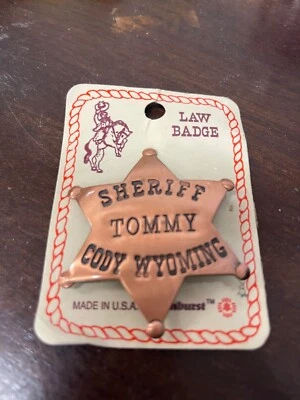 LAW
BADGE
SHERIFF
TOMMY
CODY WYOMING
MADE IN U.S.A.